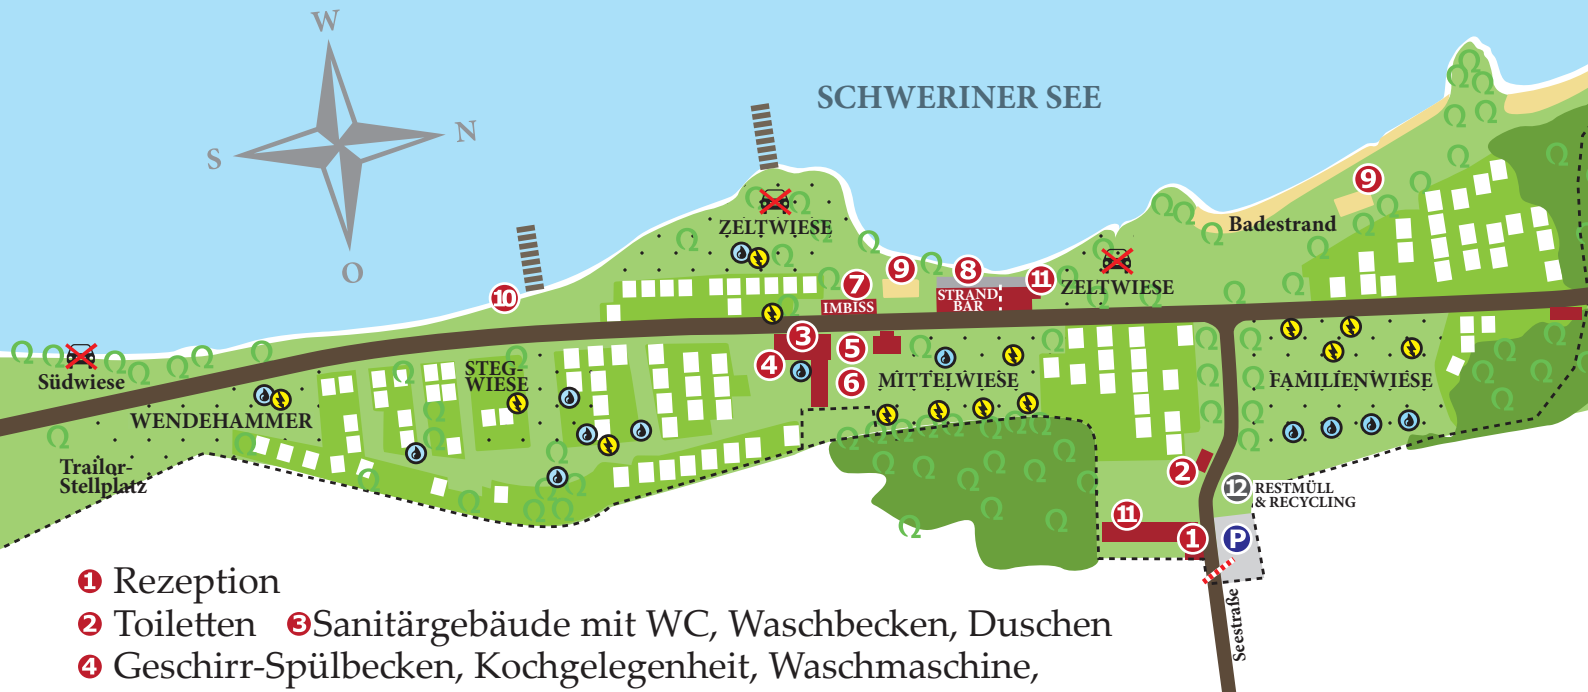 W
SCHWERINER SEE
N
S
O
9
ZELTWIESE
Badestrand
9
8
11
ZELTWIESE
10
7
IMBISS
STRAND
BAR
3
5
4
6
Südwiese
STEG-
WIESE
MITTELWIESE
FAMILIENWIESE
WENDEHAMMER
Trailor-
Stellplatz
2
12
RESTMÜLL
& RECYCLING
11
1
P
Seestraße
1 Rezeption
2 Toiletten 3 Sanitärgebäude mit WC, Waschbecken, Duschen
4 Geschirr-Spülbecken, Kochgelegenheit, Waschmaschine,